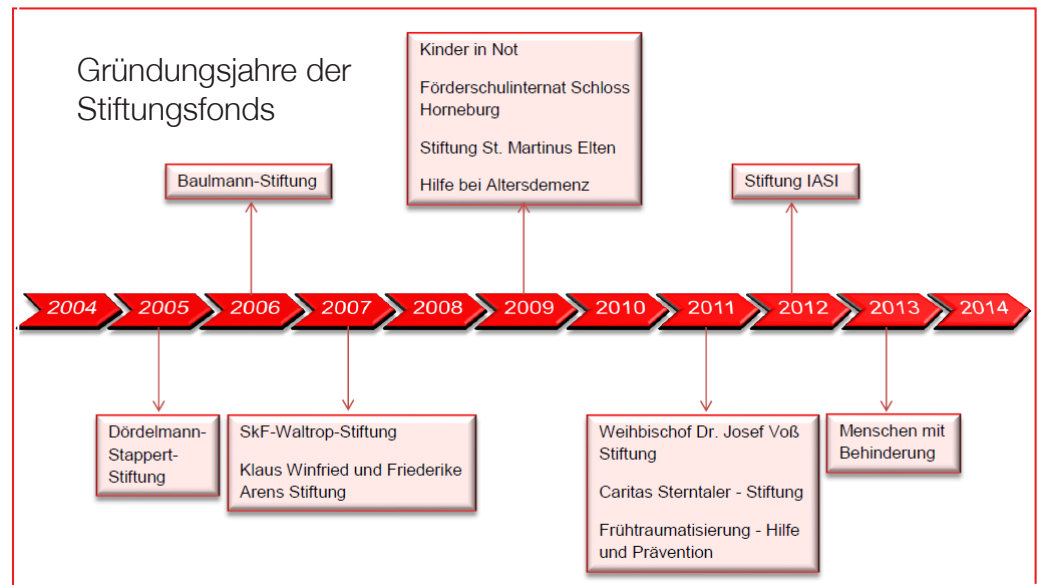 Gründungsjahre der
Stiftungsfonds
Kinder in Not
Förderschulinternat Schloss
Horneburg
Stiftung St. Martinus Elten
Hilfe bei Altersdemenz
Baulmann-Stiftung
Stiftung IASI
2004 2005 2006 2007 2008 2009 2010 2011 2012 2013 2014
Dördelmann-
Stappert-
Stiftung
SkF-Waltrop-Stiftung
Klaus Winfried und Friederike
Arens Stiftung
Weihbischof Dr. Josef Voß
Stiftung
Caritas Sterntaler - Stiftung
Frühtraumatisierung - Hilfe
und Prävention
Menschen mit
Behinderung